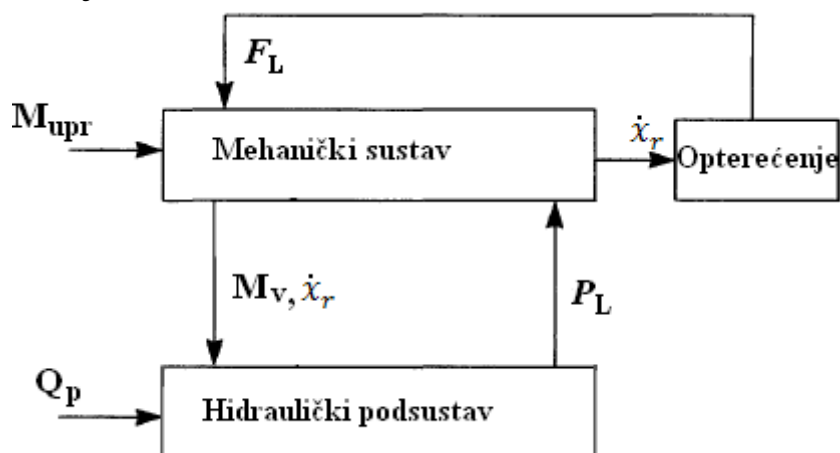 F_L
M_upr
Mehanički sustav
ẋ_r
Opterećenje
M_v, ẋ_r
P_L
Q_p
Hidraulički podsustav